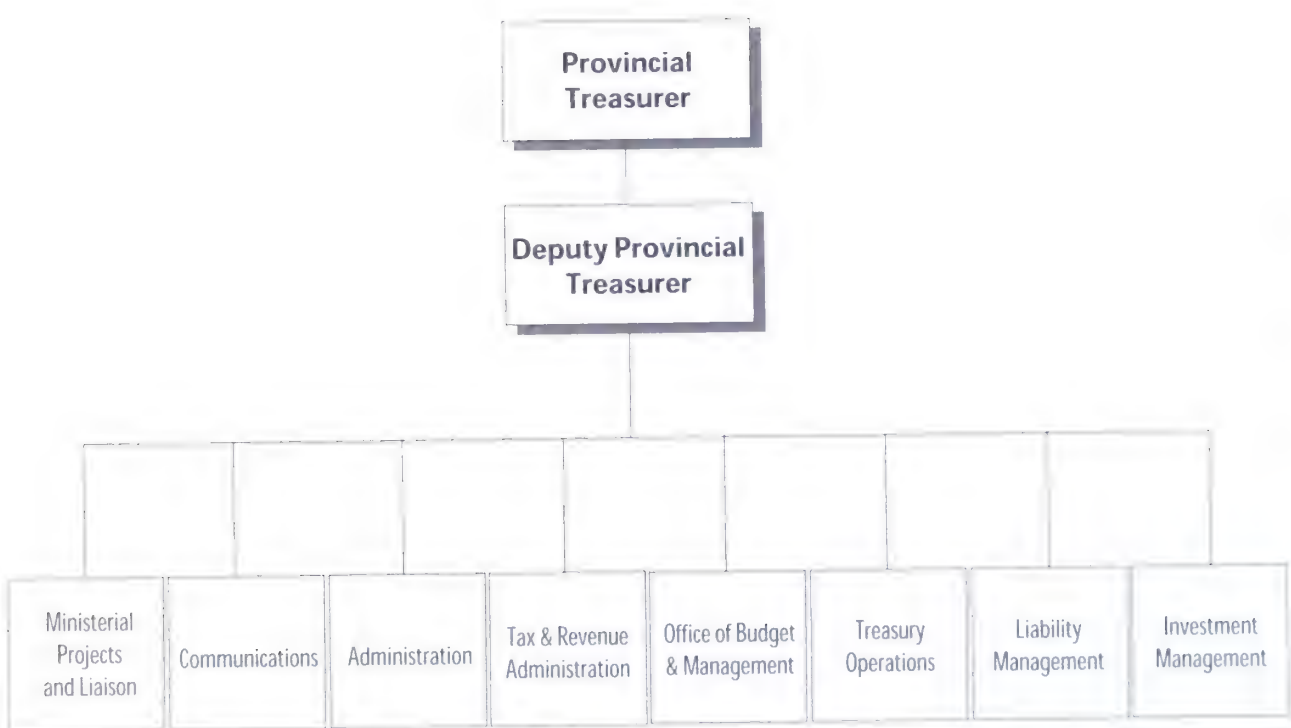 Provincial
Treasurer
Deputy Provincial
Treasurer
Ministerial
Projects
and Liaison
Communications
Administration
Tax & Revenue
Administration
Office of Budget
& Management
Treasury
Operations
Liability
Management
Investment
Management